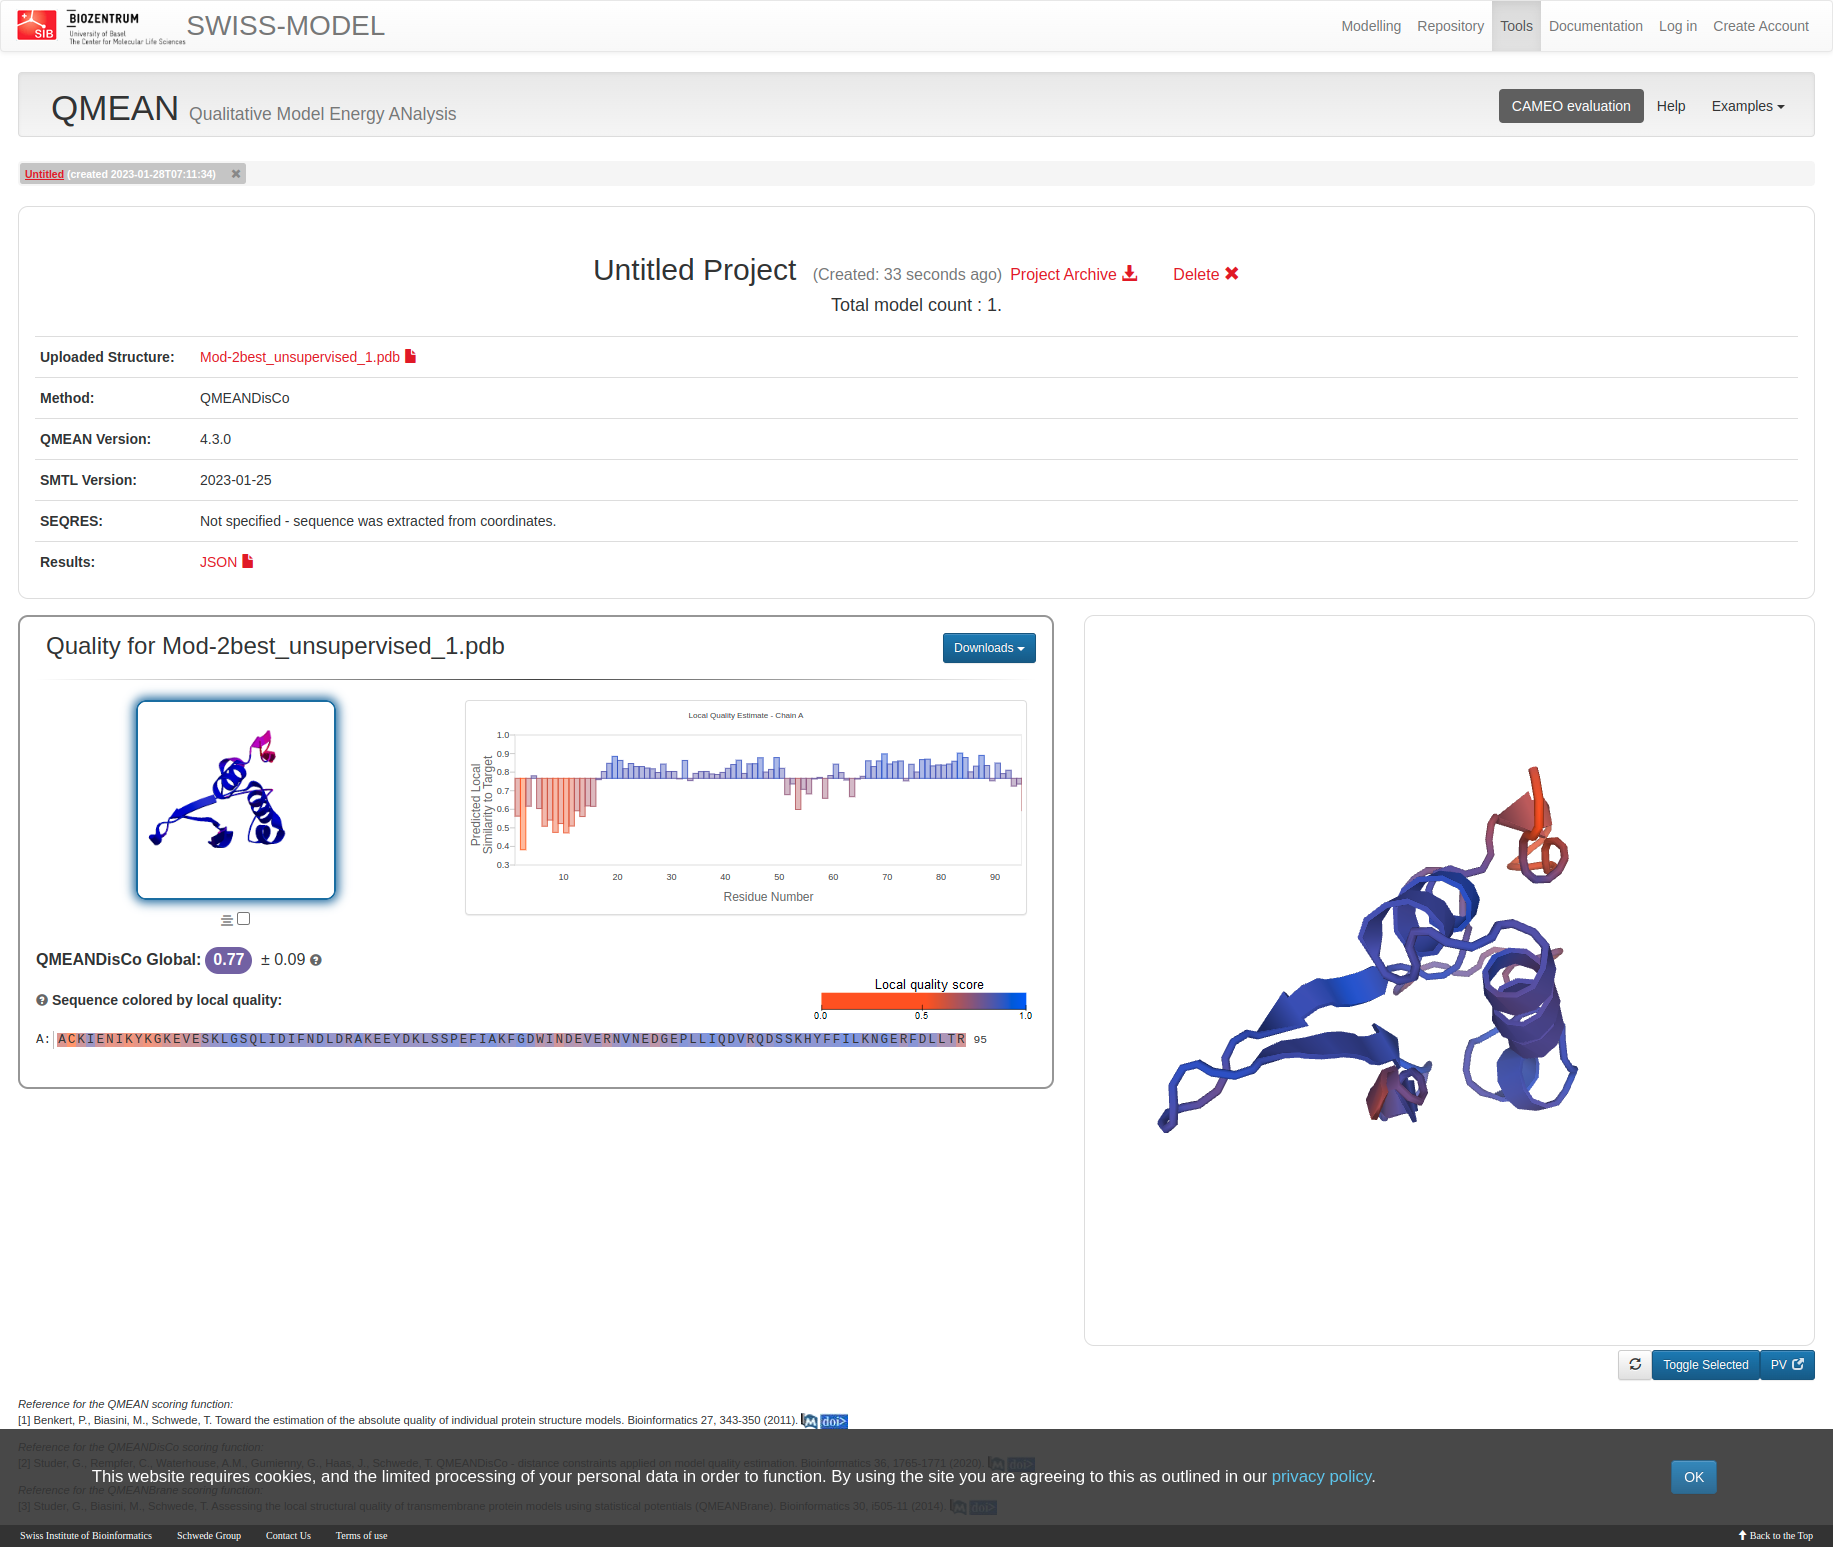 SIB
BIOZENTRUM
University of Basel
The Center for Molecular Life Sciences
SWISS-MODEL
Modelling Repository Tools Documentation Log in Create Account
QMEAN Qualitative Model Energy ANalysis
CAMEO evaluation Help Examples
Untitled (created 2023-01-28T07:11:34)
Untitled Project (Created: 33 seconds ago) Project Archive Delete
Total model count : 1.
Uploaded Structure: Mod-2best_unsupervised_1.pdb
Method: QMEANDisCo
QMEAN Version: 4.3.0
SMTL Version: 2023-01-25
SEQRES: Not specified - sequence was extracted from coordinates.
Results: JSON
Quality for Mod-2best_unsupervised_1.pdb
Downloads
Local Quality Estimate - Chain A
Predicted Local
Similarity to Target
1.0
0.9
0.8
0.7
0.6
0.5
0.4
0.3
10 20 30 40 50 60 70 80 90
Residue Number
QMEANDisCo Global: 0.77 ± 0.09
Sequence colored by local quality:
Local quality score
0.0 0.5 1.0
A: ACKIENIKYKGKEVESKLGSQLIDIFNDLDRAKEEYDKLSSPEFIAKFGDWINDEVERNVNEDGEPLLIQDVRQDSSKHYFFILKNGERFDLLTR 95
Toggle Selected PV
Reference for the QMEAN scoring function:
[1] Benkert, P., Biasini, M., Schwede, T. Toward the estimation of the absolute quality of individual protein structure models. Bioinformatics 27, 343-350 (2011). doi>
Reference for the QMEANDisCo scoring function:
[2] Studer, G., Rempfer, C., Waterhouse, A.M., Gumienny, G., Haas, J., Schwede, T. QMEANDisCo - distance constraints applied on model quality estimation. Bioinformatics 36, 1765-1771 (2020). doi>
This website requires cookies, and the limited processing of your personal data in order to function. By using the site you are agreeing to this as outlined in our privacy policy.
OK
Reference for the QMEANBrane scoring function:
[3] Studer, G., Biasini, M., Schwede, T. Assessing the local structural quality of transmembrane protein models using statistical potentials (QMEANBrane). Bioinformatics 30, i505-11 (2014). doi>
Swiss Institute of Bioinformatics Schwede Group Contact Us Terms of use
Back to the Top